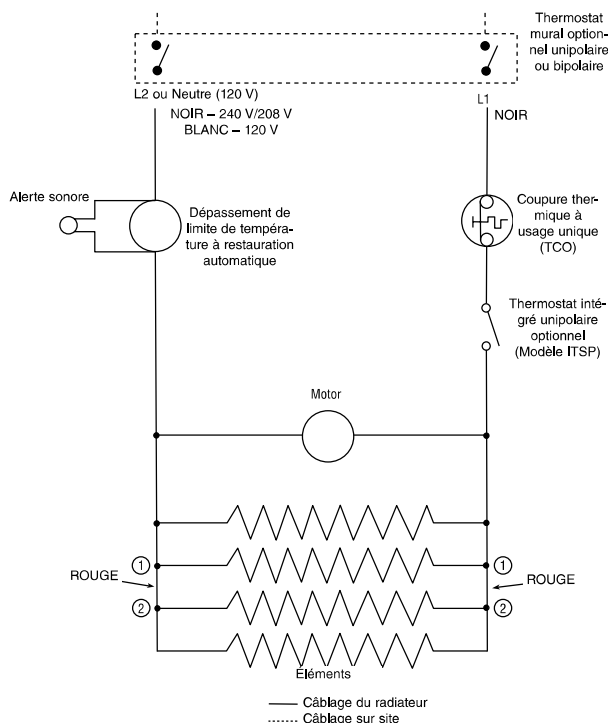 Thermostat
mural option-
nel unipolaire
ou bipolaire
L2 ou Neutre (120 V)
NOIR – 240 V/208 V
BLANC – 120 V
L1
NOIR
Alerte sonore
Dépassement de
limite de tempéra-
ture à restauration
automatique
Coupure ther-
mique à
usage unique
(TCO)
Thermostat inté-
gré unipolaire
optionnel
(Modèle ITSP)
Motor
1
1
ROUGE
ROUGE
2
2
Éléments
Câblage du radiateur
Câblage sur site